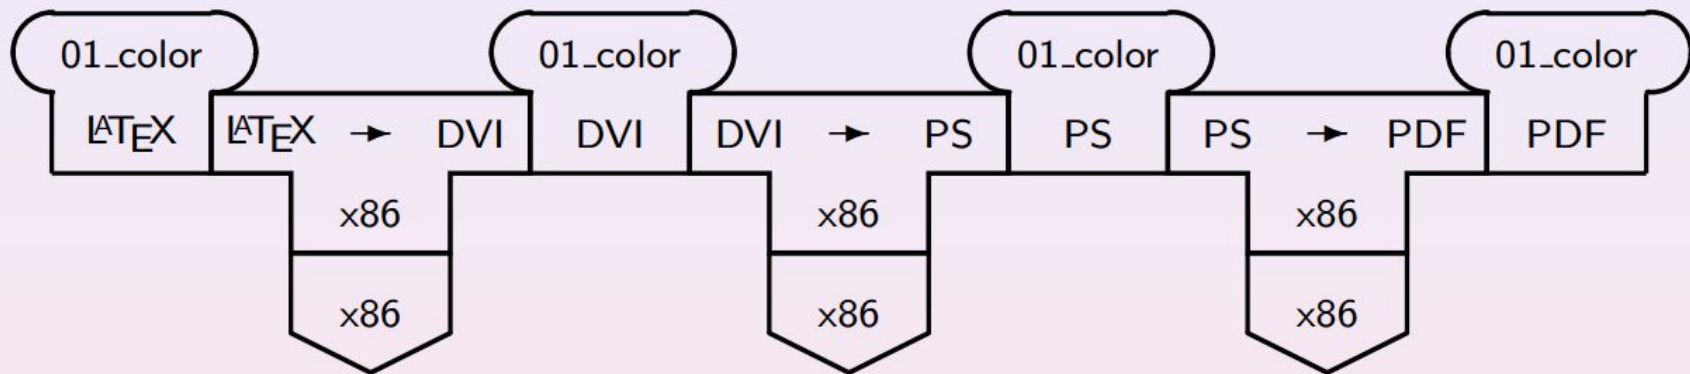 01_color 01_color 01_color 01_color
LATEX LATEX → DVI DVI DVI → PS PS PS → PDF PDF
x86 x86 x86
x86 x86 x86